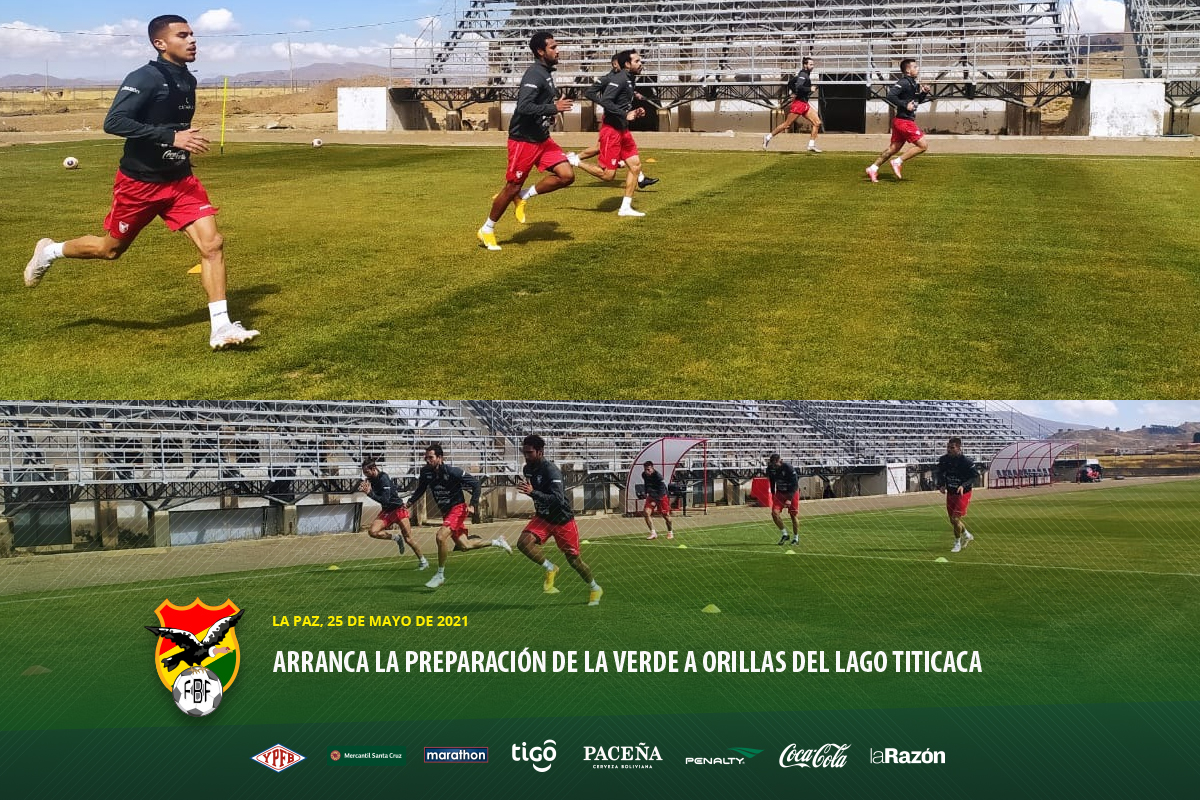 LA PAZ, 25 DE MAYO DE 2021
ARRANCA LA PREPARACIÓN DE LA VERDE A ORILLAS DEL LAGO TITICACA
FBF
YPFB
Mercantil Santa Cruz
marathon
tigo
PACEÑA
CERVEZA BOLIVIANA
PENALTY
Coca-Cola
laRazón